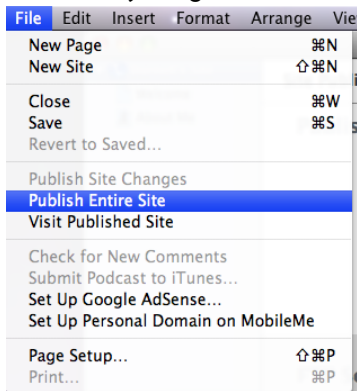 File Edit Insert Format Arrange Vie
New Page ⌘N
New Site ⇧⌘N
Close ⌘W
Save ⌘S
Revert to Saved...
Publish Site Changes
Publish Entire Site
Visit Published Site
Check for New Comments
Submit Podcast to iTunes...
Set Up Google AdSense...
Set Up Personal Domain on MobileMe
Page Setup... ⇧⌘P
Print... ⌘P